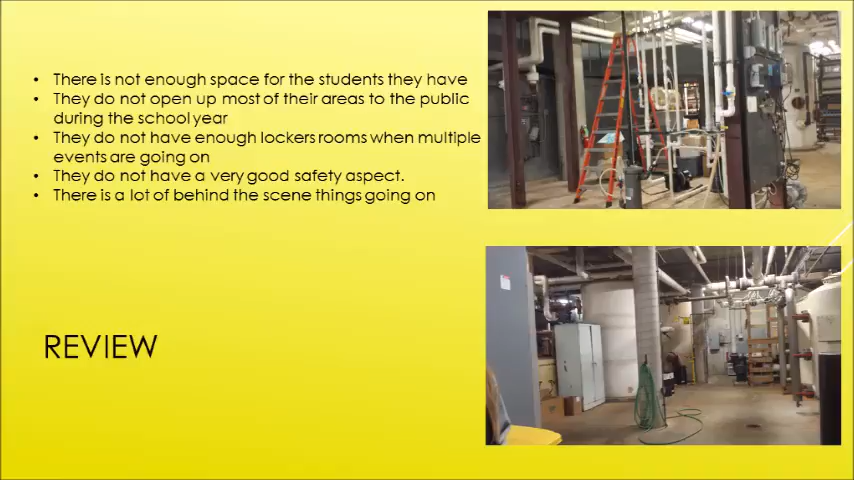 • There is not enough space for the students they have
• They do not open up most of their areas to the public
during the school year
• They do not have enough lockers rooms when multiple
events are going on
• They do not have a very good safety aspect.
• There is a lot of behind the scene things going on
REVIEW